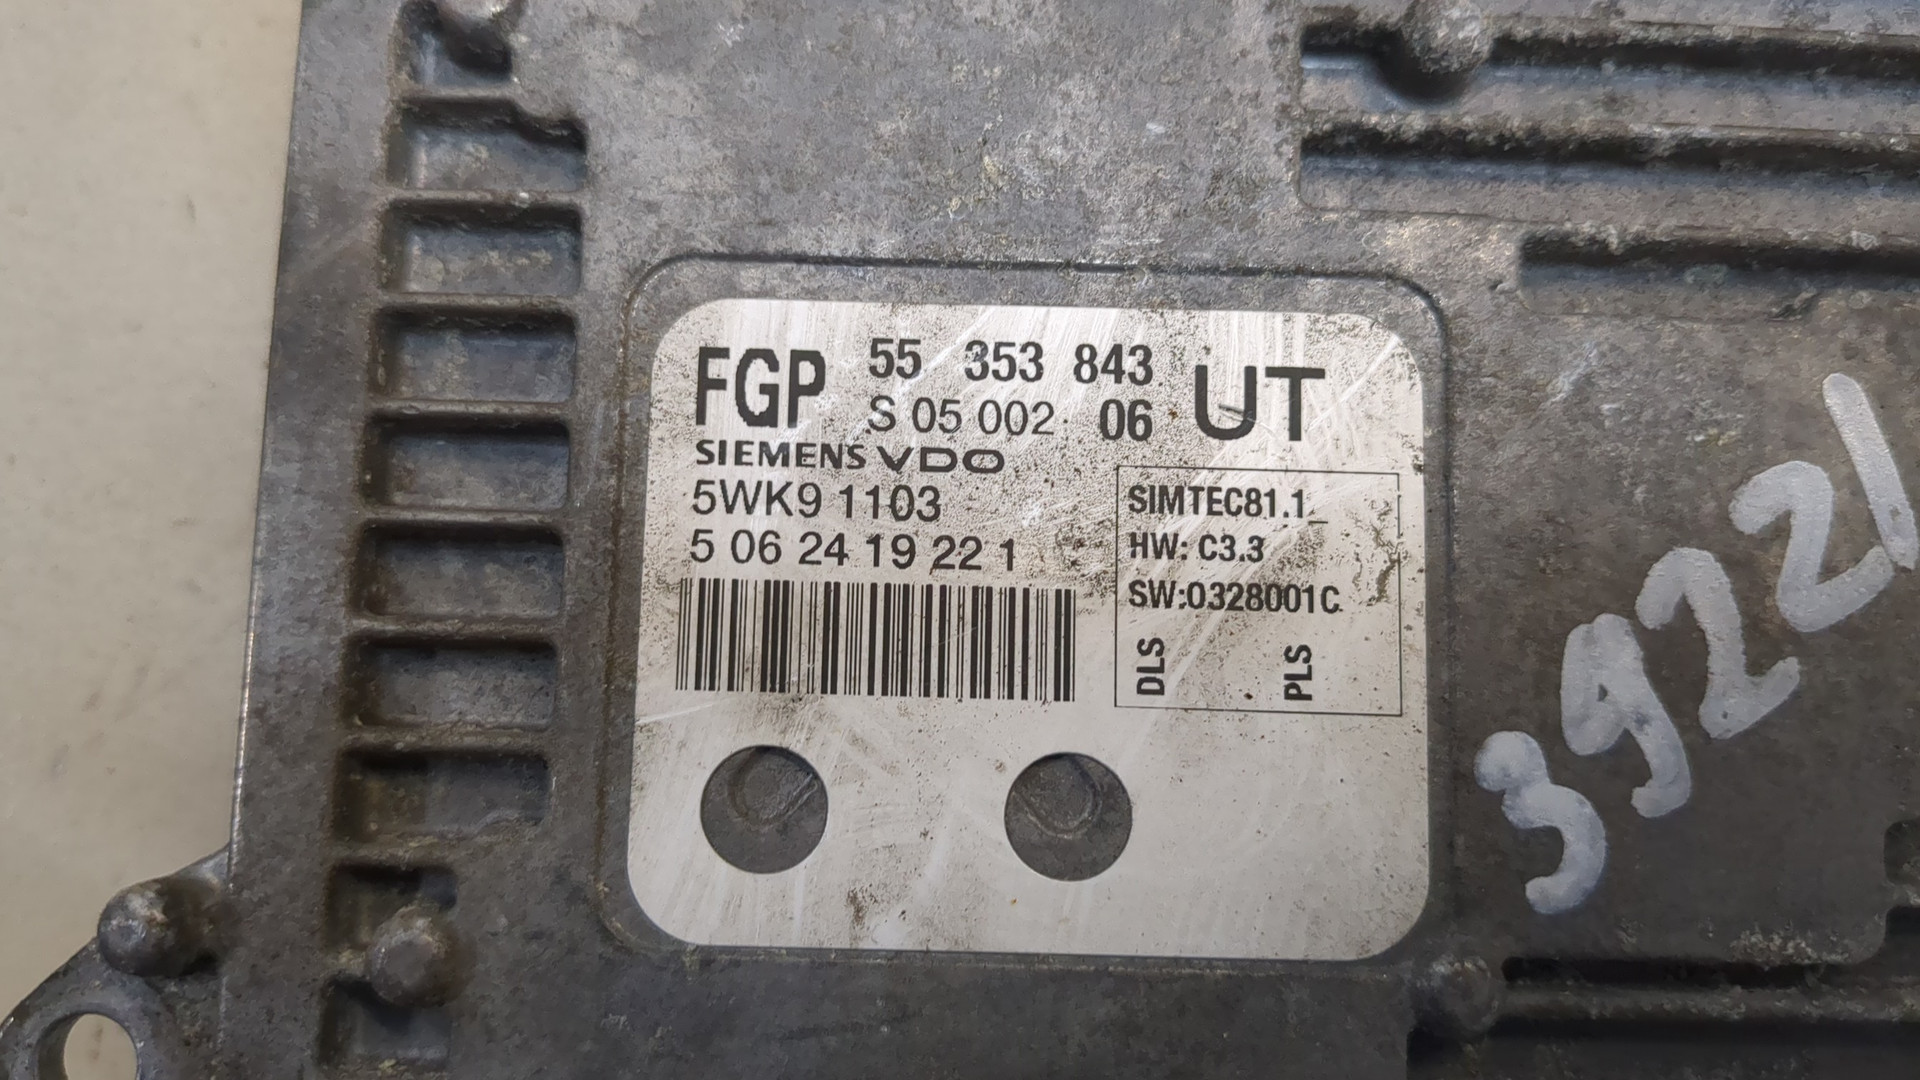 FGP 55 353 843 UT
S 05 002 06
SIEMENS VDO
5WK9 1103
5 06 24 19 22 1
SIMTEC81.1_
HW: C3.3
SW:0328001C
DLS PLS
39221